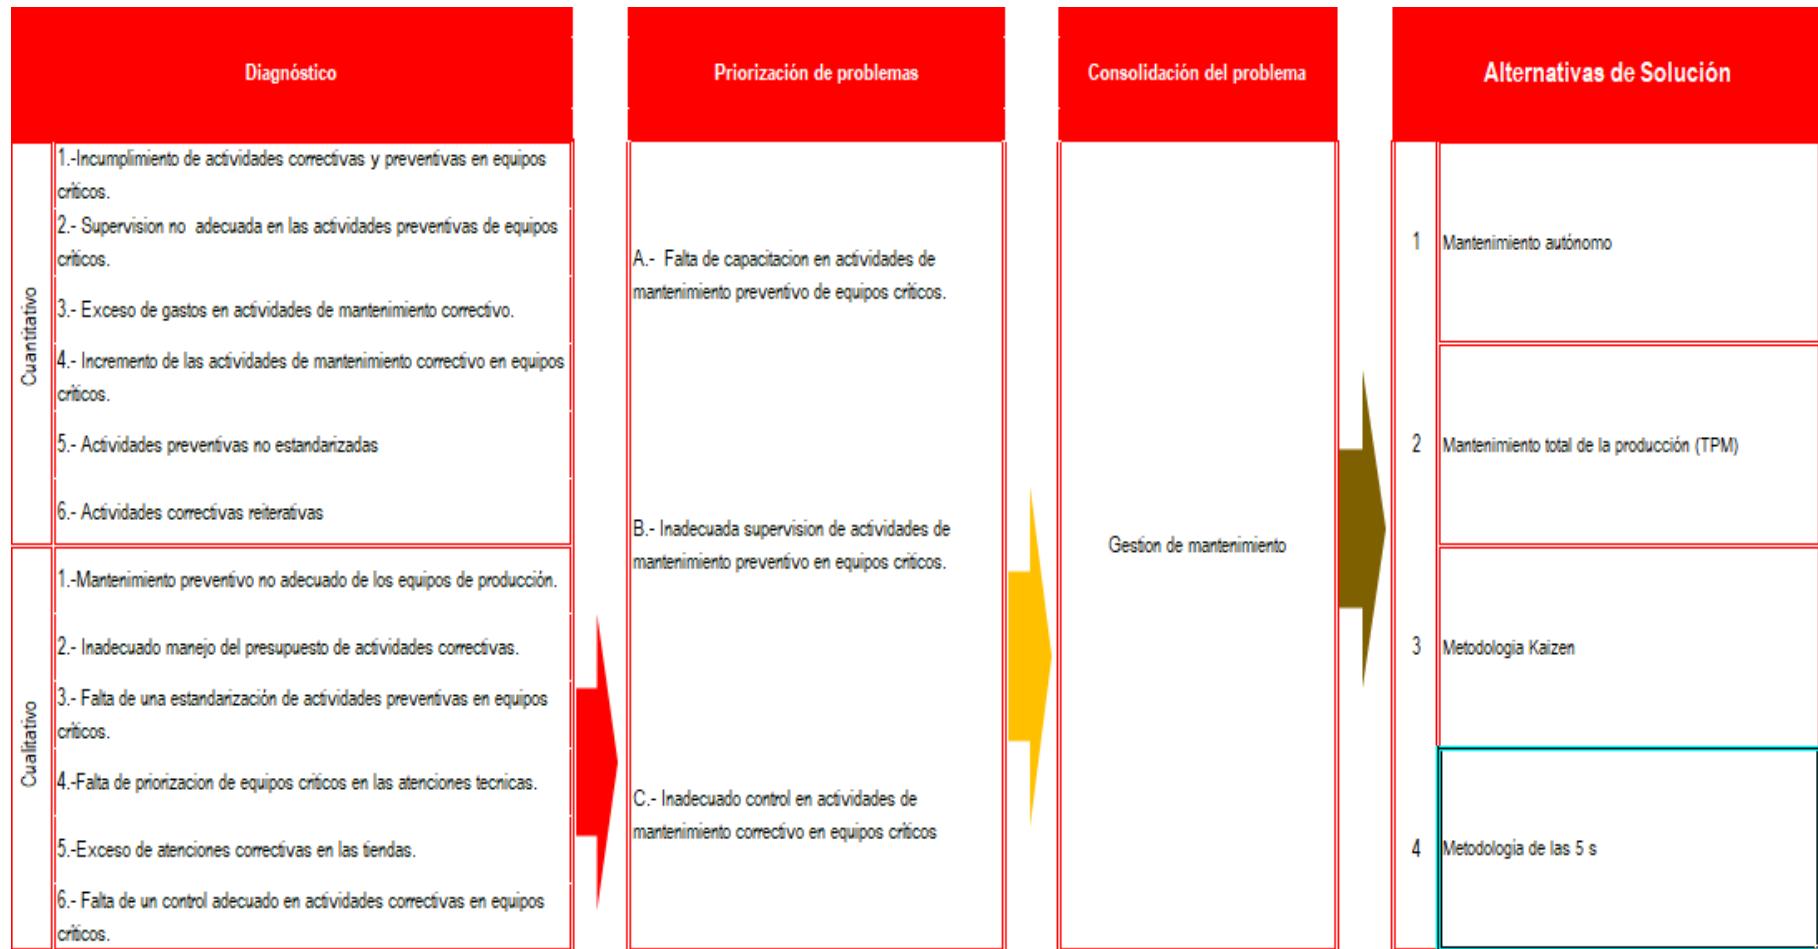 Diagnóstico
Priorización de problemas
Consolidación del problema
Alternativas de Solución
Cuantitativo
1.-Incumplimiento de actividades correctivas y preventivas en equipos
críticos.
2.- Supervision no adecuada en las actividades preventivas de equipos
críticos.
3.- Exceso de gastos en actividades de mantenimiento correctivo.
4.- Incremento de las actividades de mantenimiento correctivo en equipos
críticos.
5.- Actividades preventivas no estandarizadas
6.- Actividades correctivas reiterativas
Cualitativo
1.-Mantenimiento preventivo no adecuado de los equipos de producción.
2.- Inadecuado manejo del presupuesto de actividades correctivas.
3.- Falta de una estandarización de actividades preventivas en equipos
críticos.
4.-Falta de priorizacion de equipos criticos en las atenciones tecnicas.
5.-Exceso de atenciones correctivas en las tiendas.
6.- Falta de un control adecuado en actividades correctivas en equipos
críticos.
A.- Falta de capacitacion en actividades de
mantenimiento preventivo de equipos críticos.
B.- Inadecuada supervision de actividades de
mantenimiento preventivo en equipos criticos.
C.- Inadecuado control en actividades de
mantenimiento correctivo en equipos críticos
Gestion de mantenimiento
1 Mantenimiento autónomo
2 Mantenimiento total de la producción (TPM)
3 Metodologia Kaizen
4 Metodologia de las 5 s